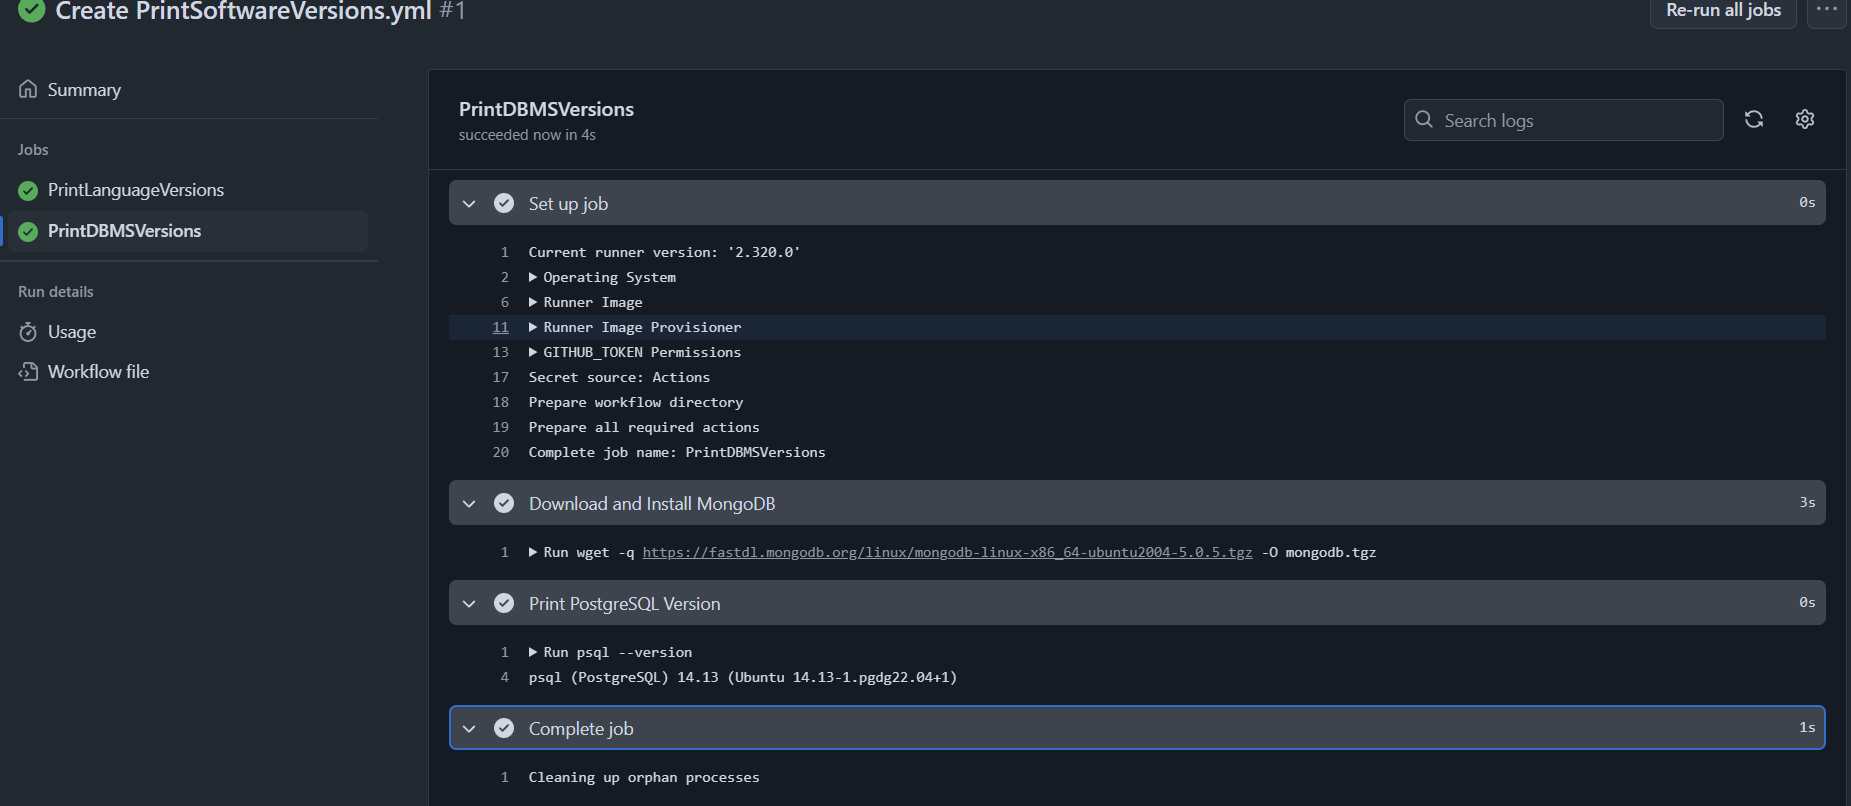 Create PrintSoftwareVersions.yml #1
Re-run all jobs
Summary
Jobs
PrintLanguageVersions
PrintDBMSVersions
Run details
Usage
Workflow file
PrintDBMSVersions
succeeded now in 4s
Search logs
Set up job 0s
1 Current runner version: '2.320.0'
2 Operating System
6 Runner Image
11 Runner Image Provisioner
13 GITHUB_TOKEN Permissions
17 Secret source: Actions
18 Prepare workflow directory
19 Prepare all required actions
20 Complete job name: PrintDBMSVersions
Download and Install MongoDB 3s
1 Run wget -q https://fastdl.mongodb.org/linux/mongodb-linux-x86_64-ubuntu2004-5.0.5.tgz -O mongodb.tgz
Print PostgreSQL Version 0s
1 Run psql --version
4 psql (PostgreSQL) 14.13 (Ubuntu 14.13-1.pgdg22.04+1)
Complete job 1s
1 Cleaning up orphan processes